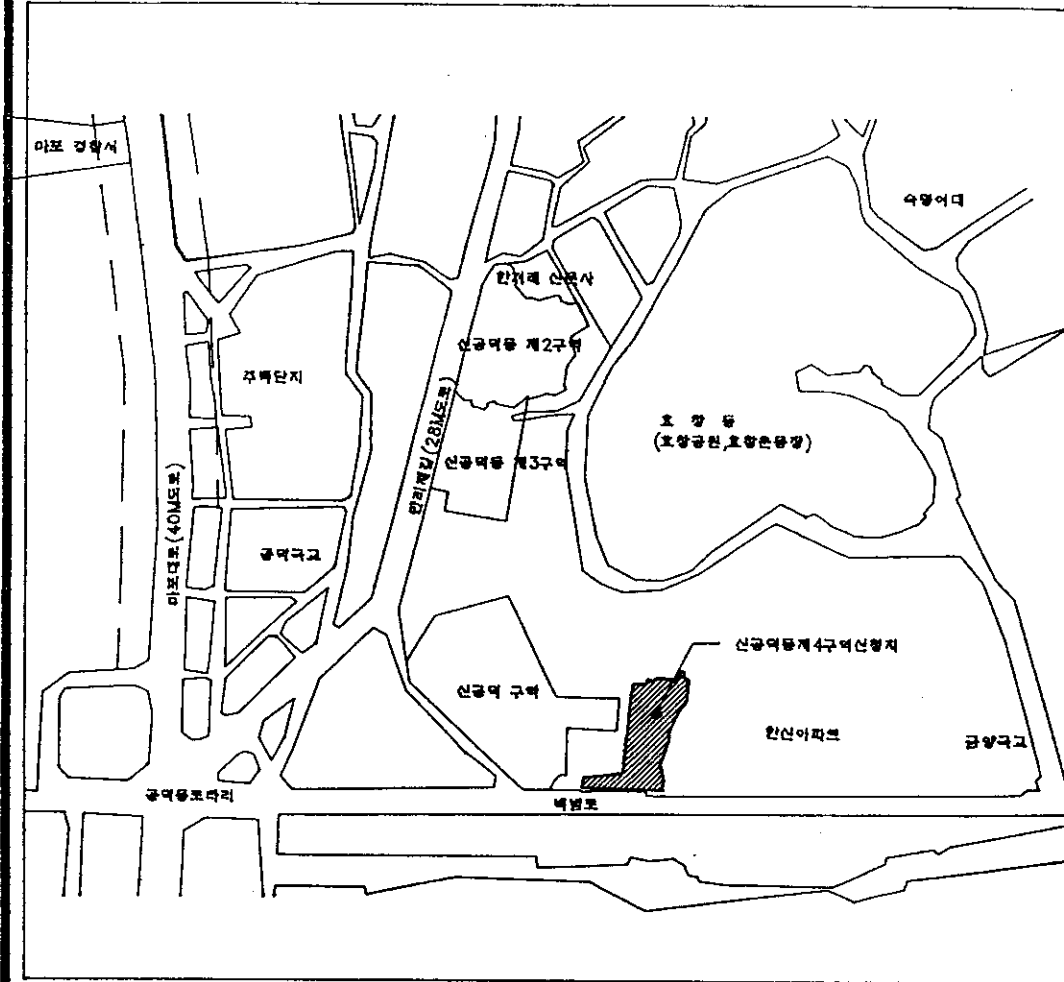 마포 경찰서
숙명여대
한겨레 신문사
신공덕동 제2구역
주택단지
효 창 동
(효창공원,효창운동장)
만리재길(28M도로)
신공덕동 제3구역
마포대로(40M도로)
공덕국교
신공덕동제4구역신청지
신공덕 구역
한신아파트
금양국교
공덕동로타리
백범로